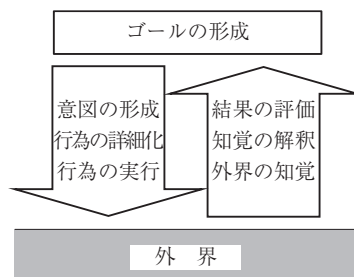 ゴールの形成
意図の形成
行為の詳細化
行為の実行
結果の評価
知覚の解釈
外界の知覚
外界